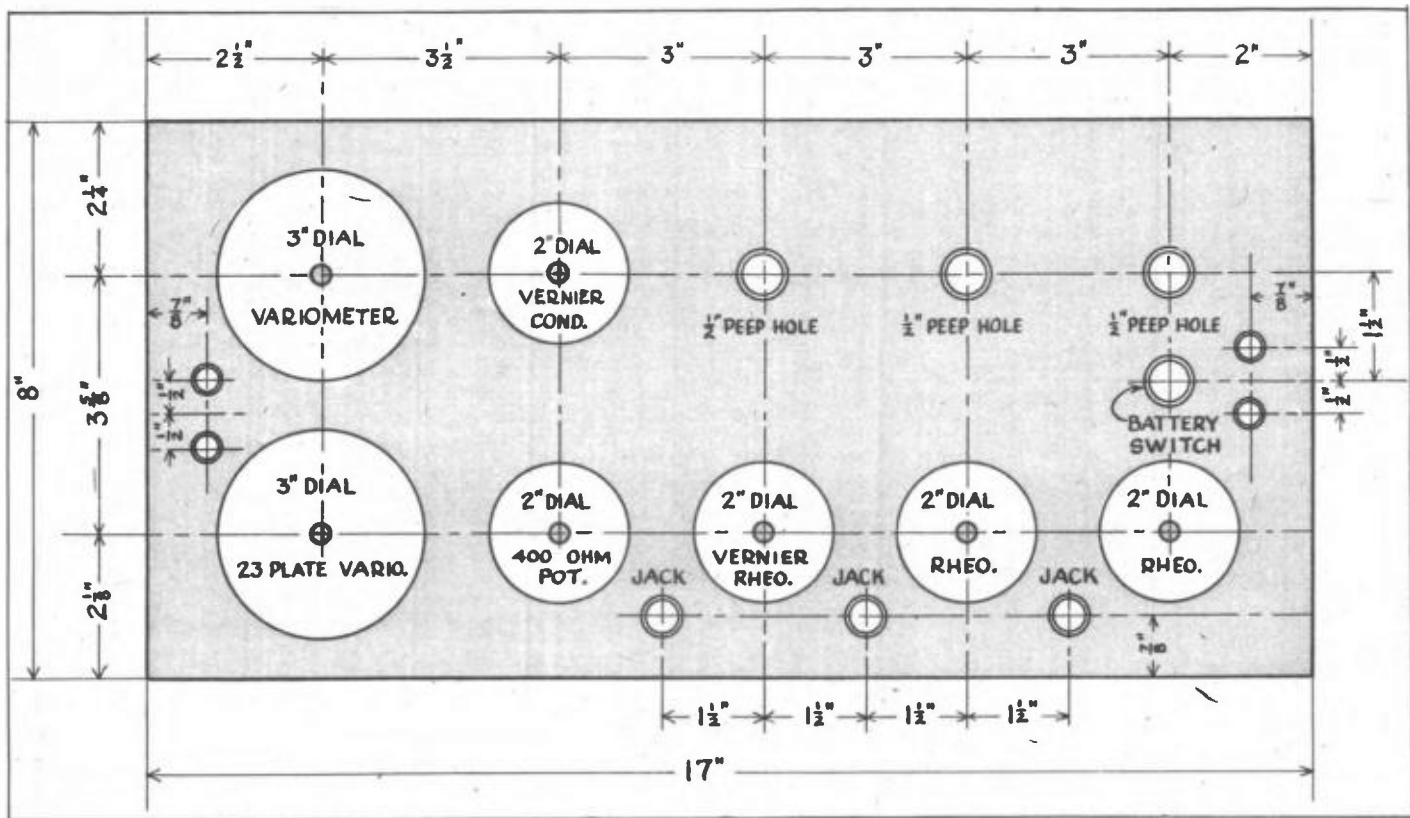 2½" 3½" 3" 3" 3" 2"
2¼"
3" DIAL
VARIOMETER
2" DIAL
VERNIER
COND.
½" PEEP HOLE
½" PEEP HOLE
½" PEEP HOLE
⅞"
⅞"
1½"
½"
½"
½"
½"
8"
3⅝"
BATTERY
SWITCH
3" DIAL
23 PLATE VARIO.
2" DIAL
400 OHM
POT.
2" DIAL
VERNIER
RHEO.
2" DIAL
RHEO.
2" DIAL
RHEO.
JACK
JACK
JACK
2⅛"
⅞"
1½" 1½" 1½" 1½"
17"